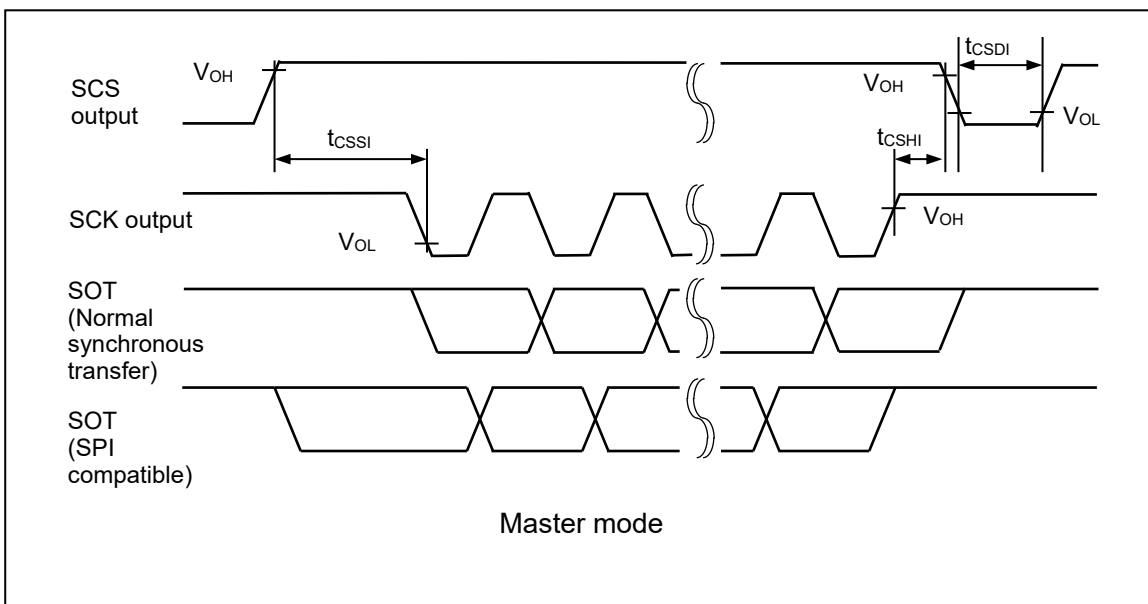 tCSDI
VOH
SCS
output
VOH
VOL
tCSSI
tCSHI
SCK output
VOH
VOL
SOT
(Normal
synchronous
transfer)
SOT
(SPI
compatible)
Master mode